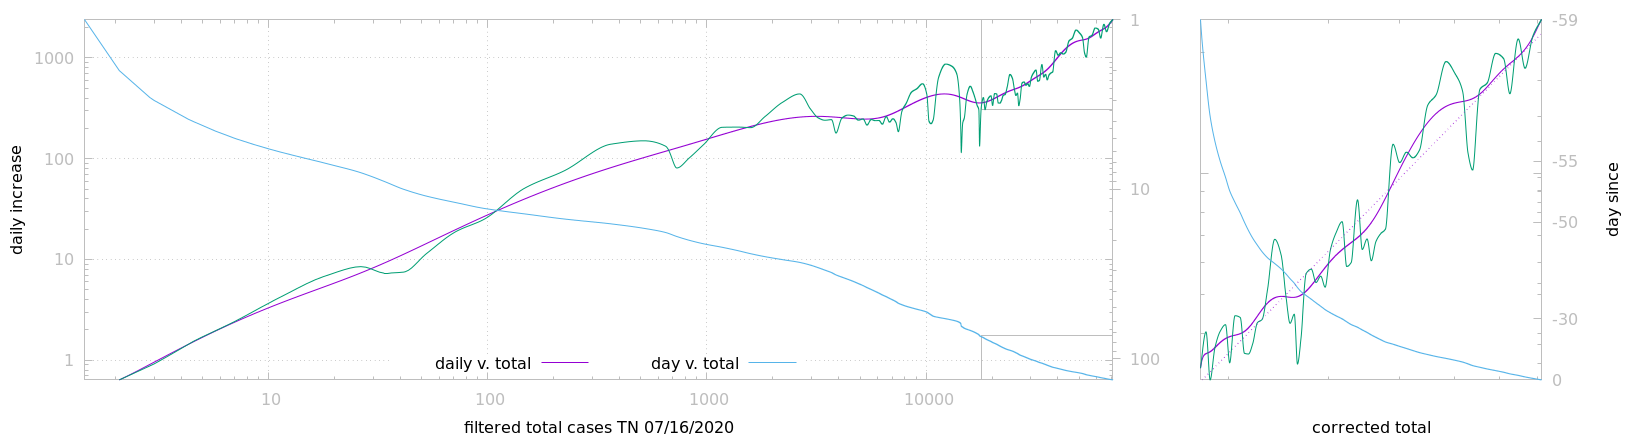 1000
100
10
1
daily increase
daily v. total
day v. total
10
100
1000
10000
filtered total cases TN 07/16/2020
1
10
100
-59
-55
-50
-30
0
day since
corrected total